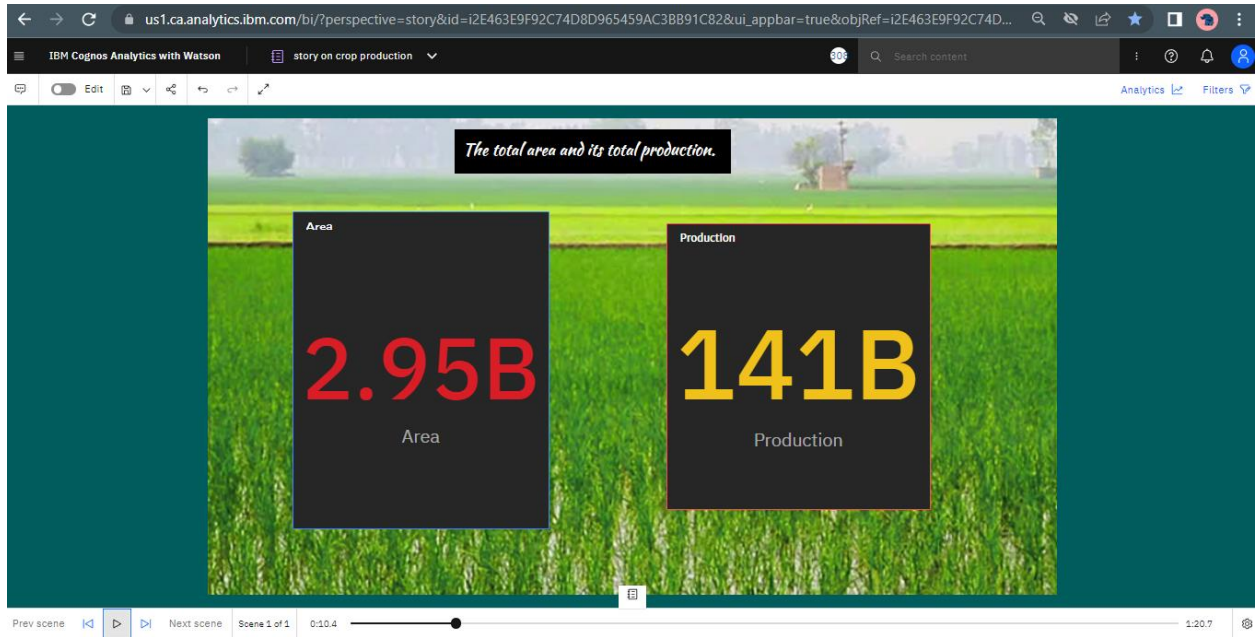 us1.ca.analytics.ibm.com/bi/?perspective=story&id=i2E463E9F92C74D8D965459AC3BB91C82&ui_appbar=true&objRef=i2E463E9F92C74D...
IBM Cognos Analytics with Watson story on crop production 308 Search content
Edit Analytics Filters
The total area and its total production.
Area
2.95B
Area
Production
141B
Production
Prev scene Next scene Scene 1 of 1 0:10.4 1:20.7